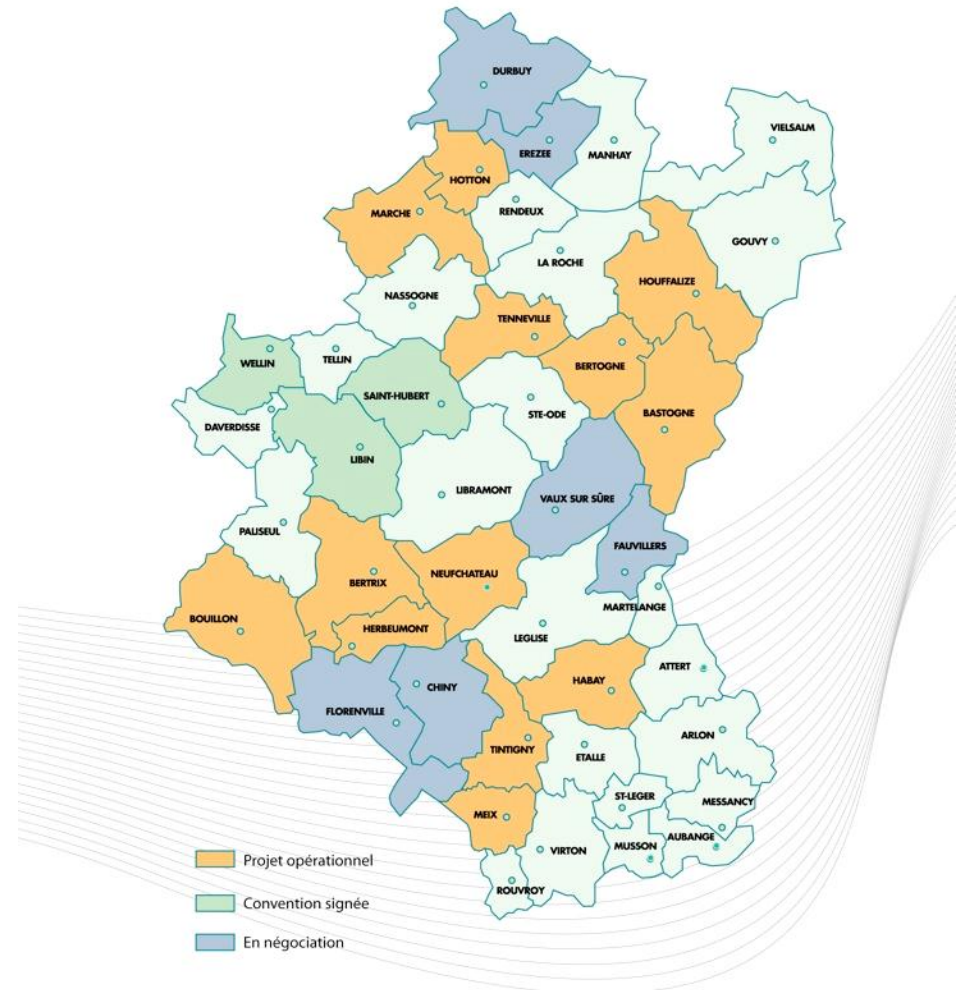 DURBUY
VIELSALM
EREZEE
MANHAY
HOTTON
MARCHE
RENDEUX
GOUVY
LA ROCHE
HOUFFALIZE
NASSOGNE
TENNEVILLE
WELLIN
TELLIN
BERTOGNE
SAINT-HUBERT
STE-ODE
BASTOGNE
DAVERDISSE
LIBIN
LIBRAMONT
VAUX SUR SÛRE
PALISEUL
FAUVILLERS
BERTRIX
NEUFCHATEAU
MARTELANGE
BOUILLON
HERBEUMONT
LEGLISE
ATTERT
HABAY
CHINY
FLORENVILLE
ARLON
TINTIGNY
ETALLE
ST-LEGER
MESSANCY
MEIX
AUBANGE
MUSSON
VIRTON
ROUVROY
Projet opérationnel
Convention signée
En négociation